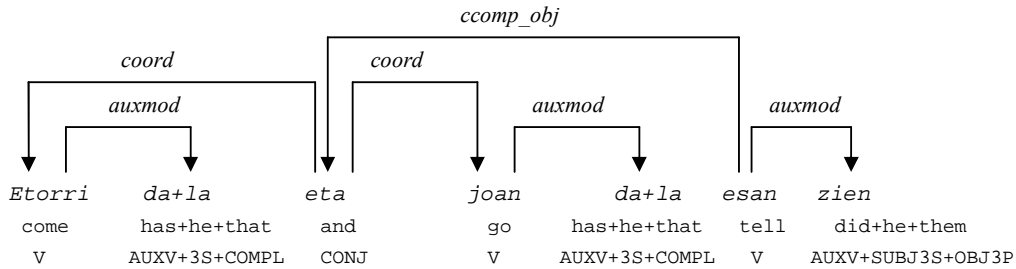 ccomp_obj
coord coord
auxmod auxmod auxmod
Etorri da+la eta joan da+la esan zien
come has+he+that and go has+he+that tell did+he+them
V AUXV+3S+COMPL CONJ V AUXV+3S+COMPL V AUXV+SUBJ3S+OBJ3P